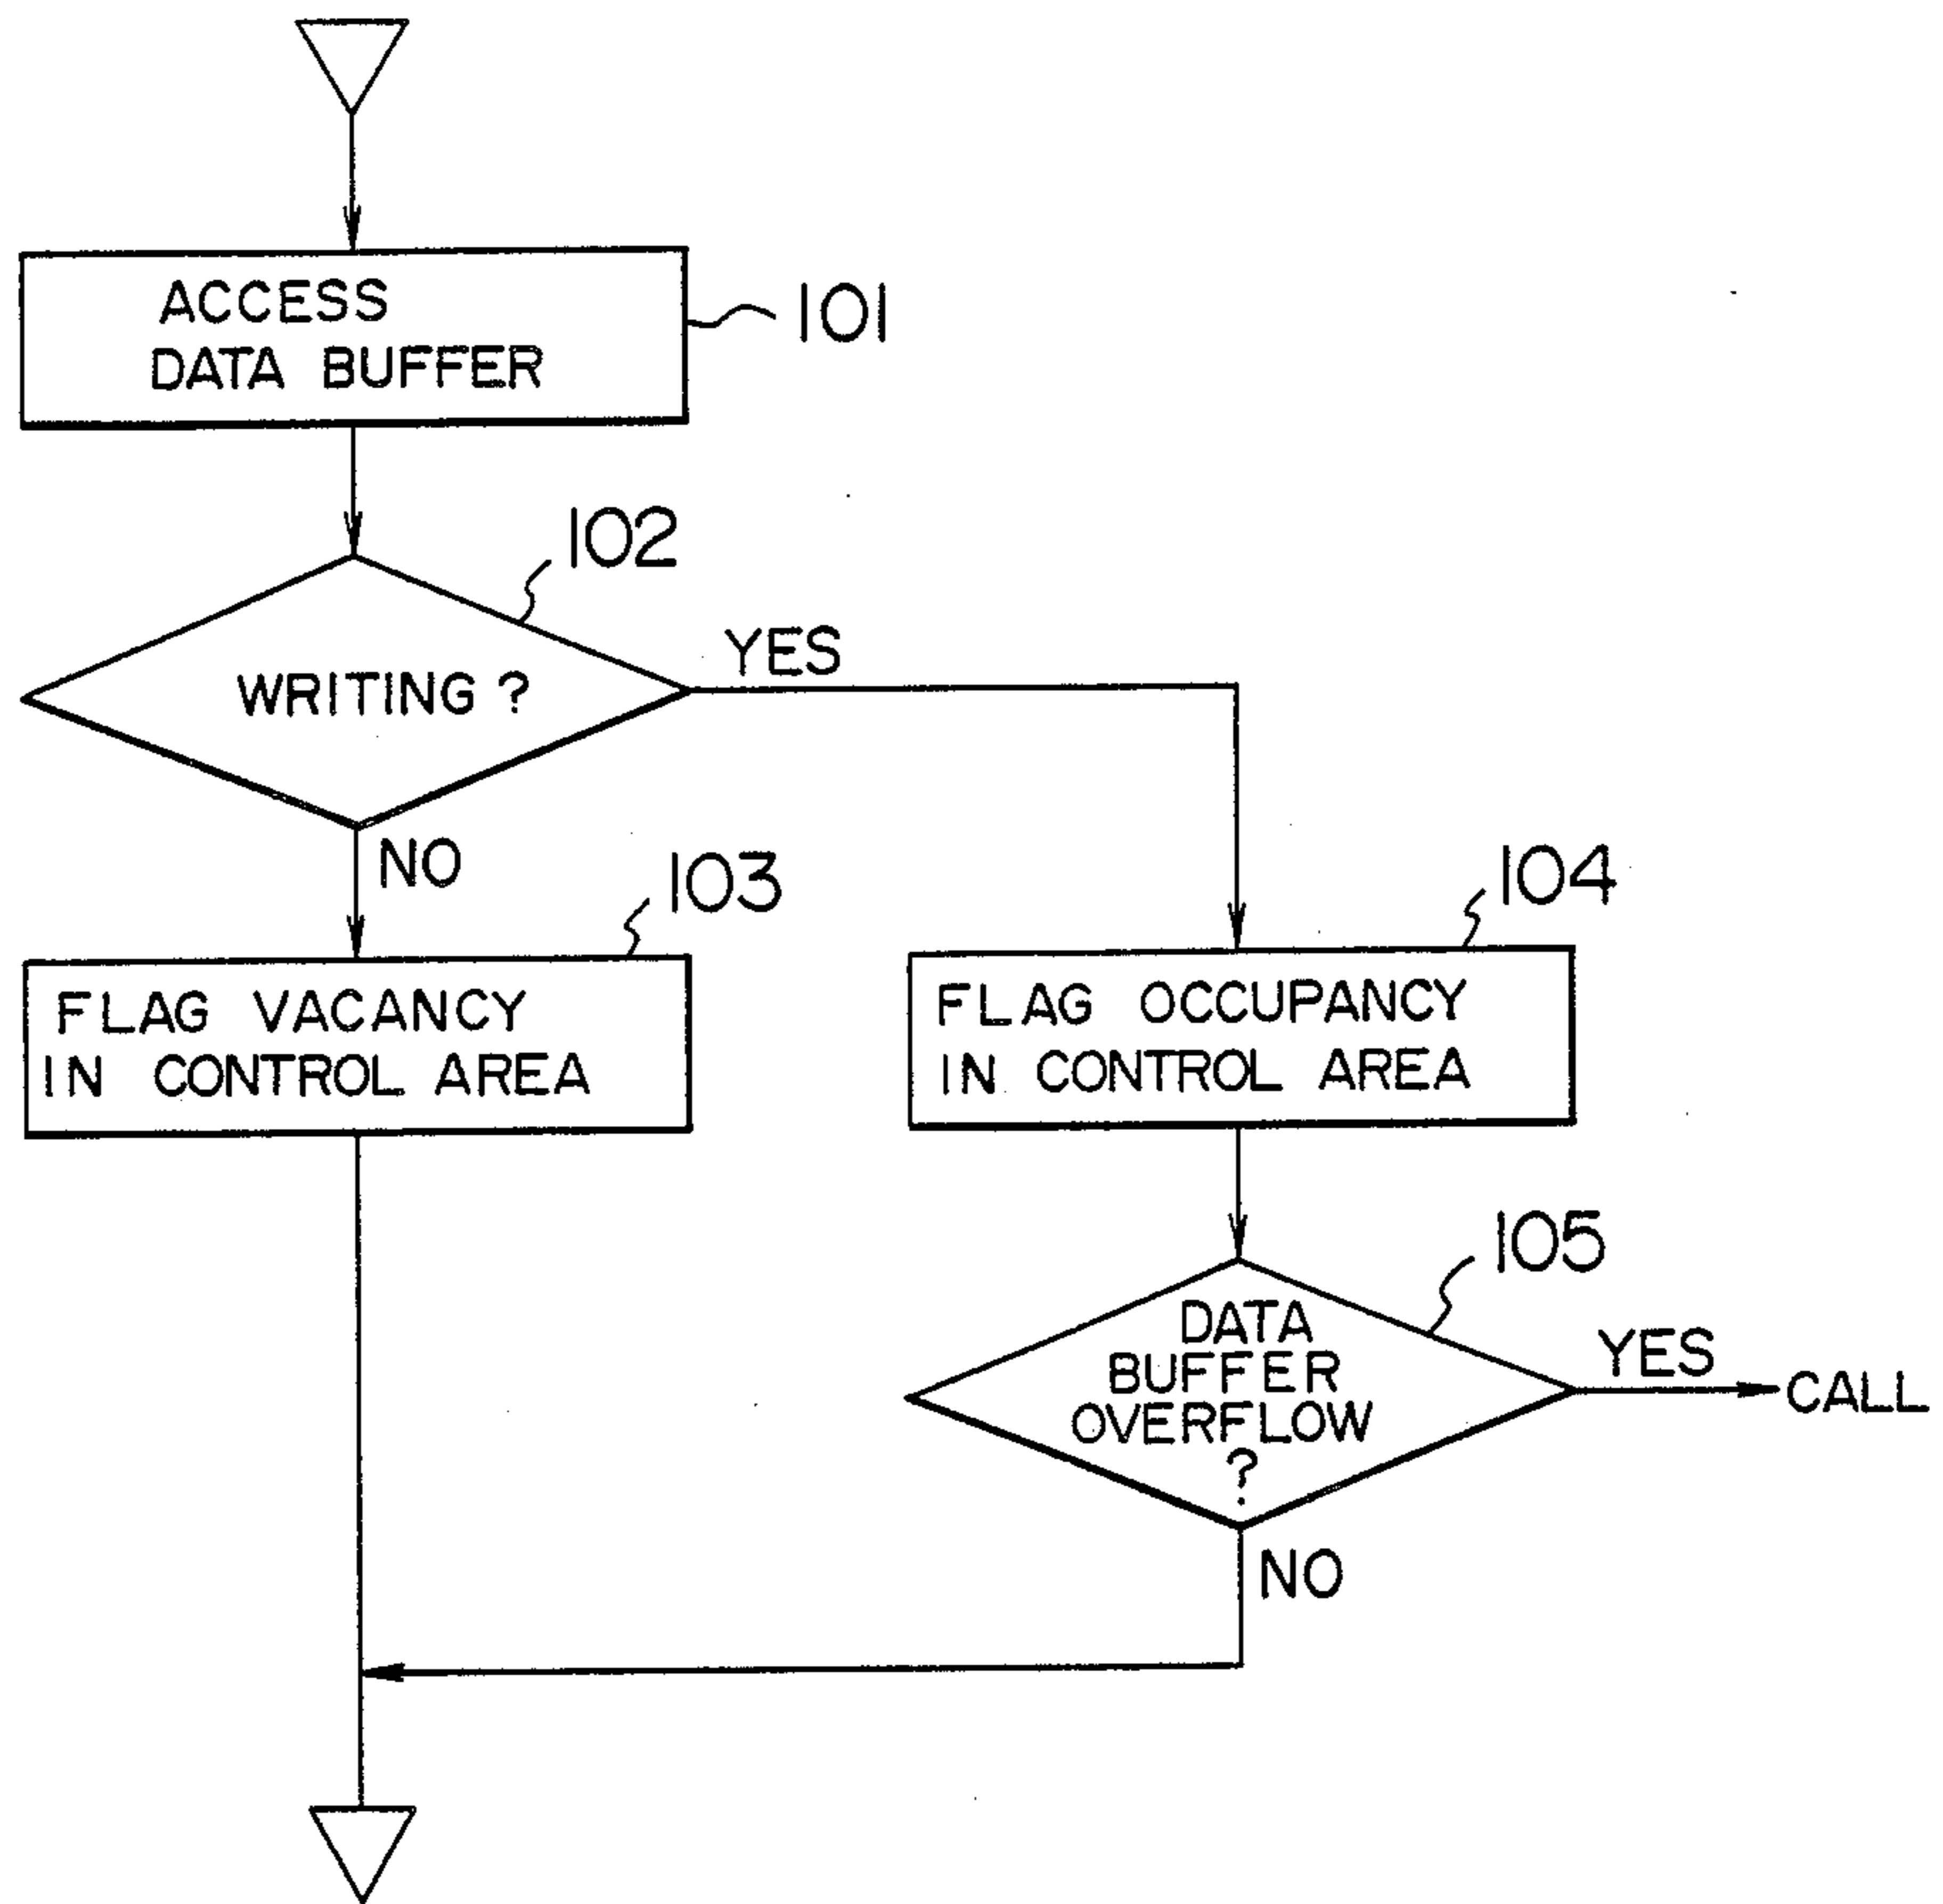 ACCESS
DATA BUFFER
101
102
WRITING ?
YES
NO
103
104
FLAG VACANCY
IN CONTROL AREA
FLAG OCCUPANCY
IN CONTROL AREA
105
DATA
BUFFER
OVERFLOW
?
YES
CALL
NO